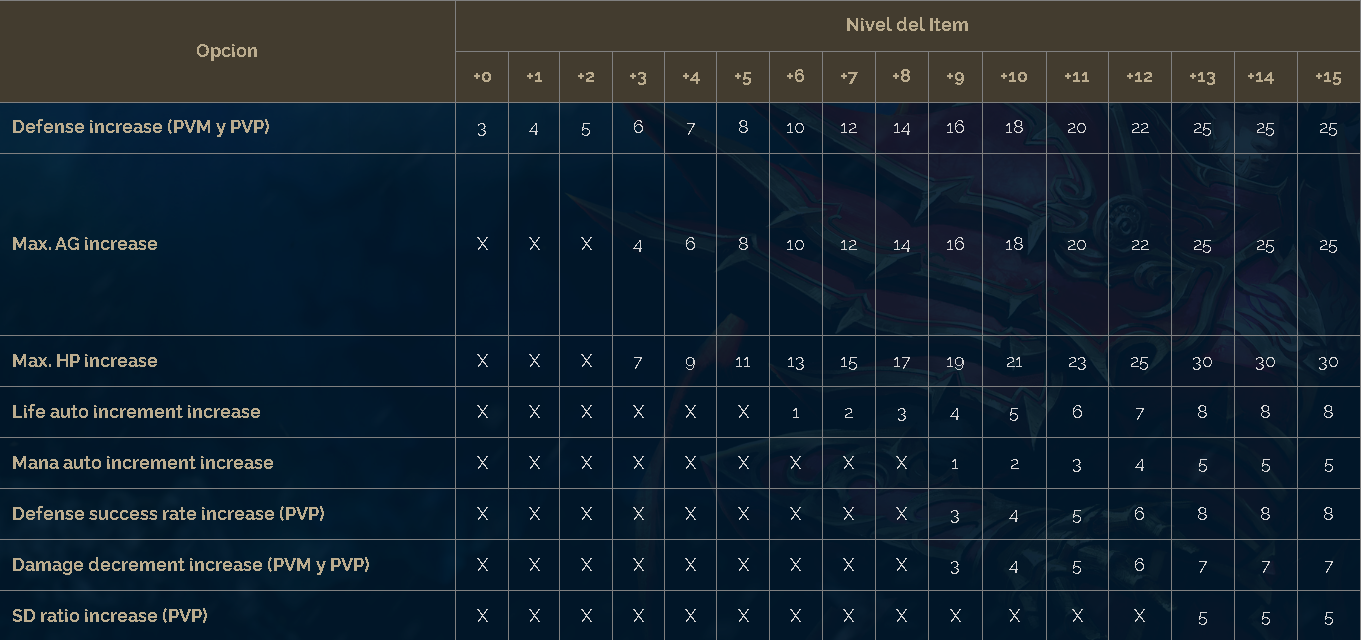 Opcion
Nivel del Item
+0 +1 +2 +3 +4 +5 +6 +7 +8 +9 +10 +11 +12 +13 +14 +15
Defense increase (PVM y PVP) 3 4 5 6 7 8 10 12 14 16 18 20 22 25 25 25
Max. AG increase X X X 4 6 8 10 12 14 16 18 20 22 25 25 25
Max. HP increase X X X 7 9 11 13 15 17 19 21 23 25 30 30 30
Life auto increment increase X X X X X X 1 2 3 4 5 6 7 8 8 8
Mana auto increment increase X X X X X X X X X 1 2 3 4 5 5 5
Defense success rate increase (PVP) X X X X X X X X X 3 4 5 6 8 8 8
Damage decrement increase (PVM y PVP) X X X X X X X X X 3 4 5 6 7 7 7
SD ratio increase (PVP) X X X X X X X X X X X X X 5 5 5